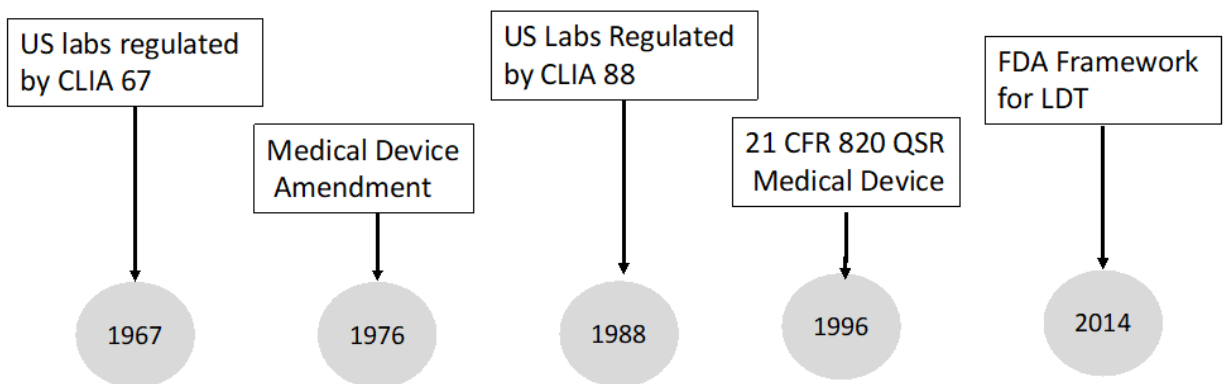 US labs regulated
by CLIA 67
Medical Device
Amendment
US Labs Regulated
by CLIA 88
21 CFR 820 QSR
Medical Device
FDA Framework
for LDT
1967
1976
1988
1996
2014